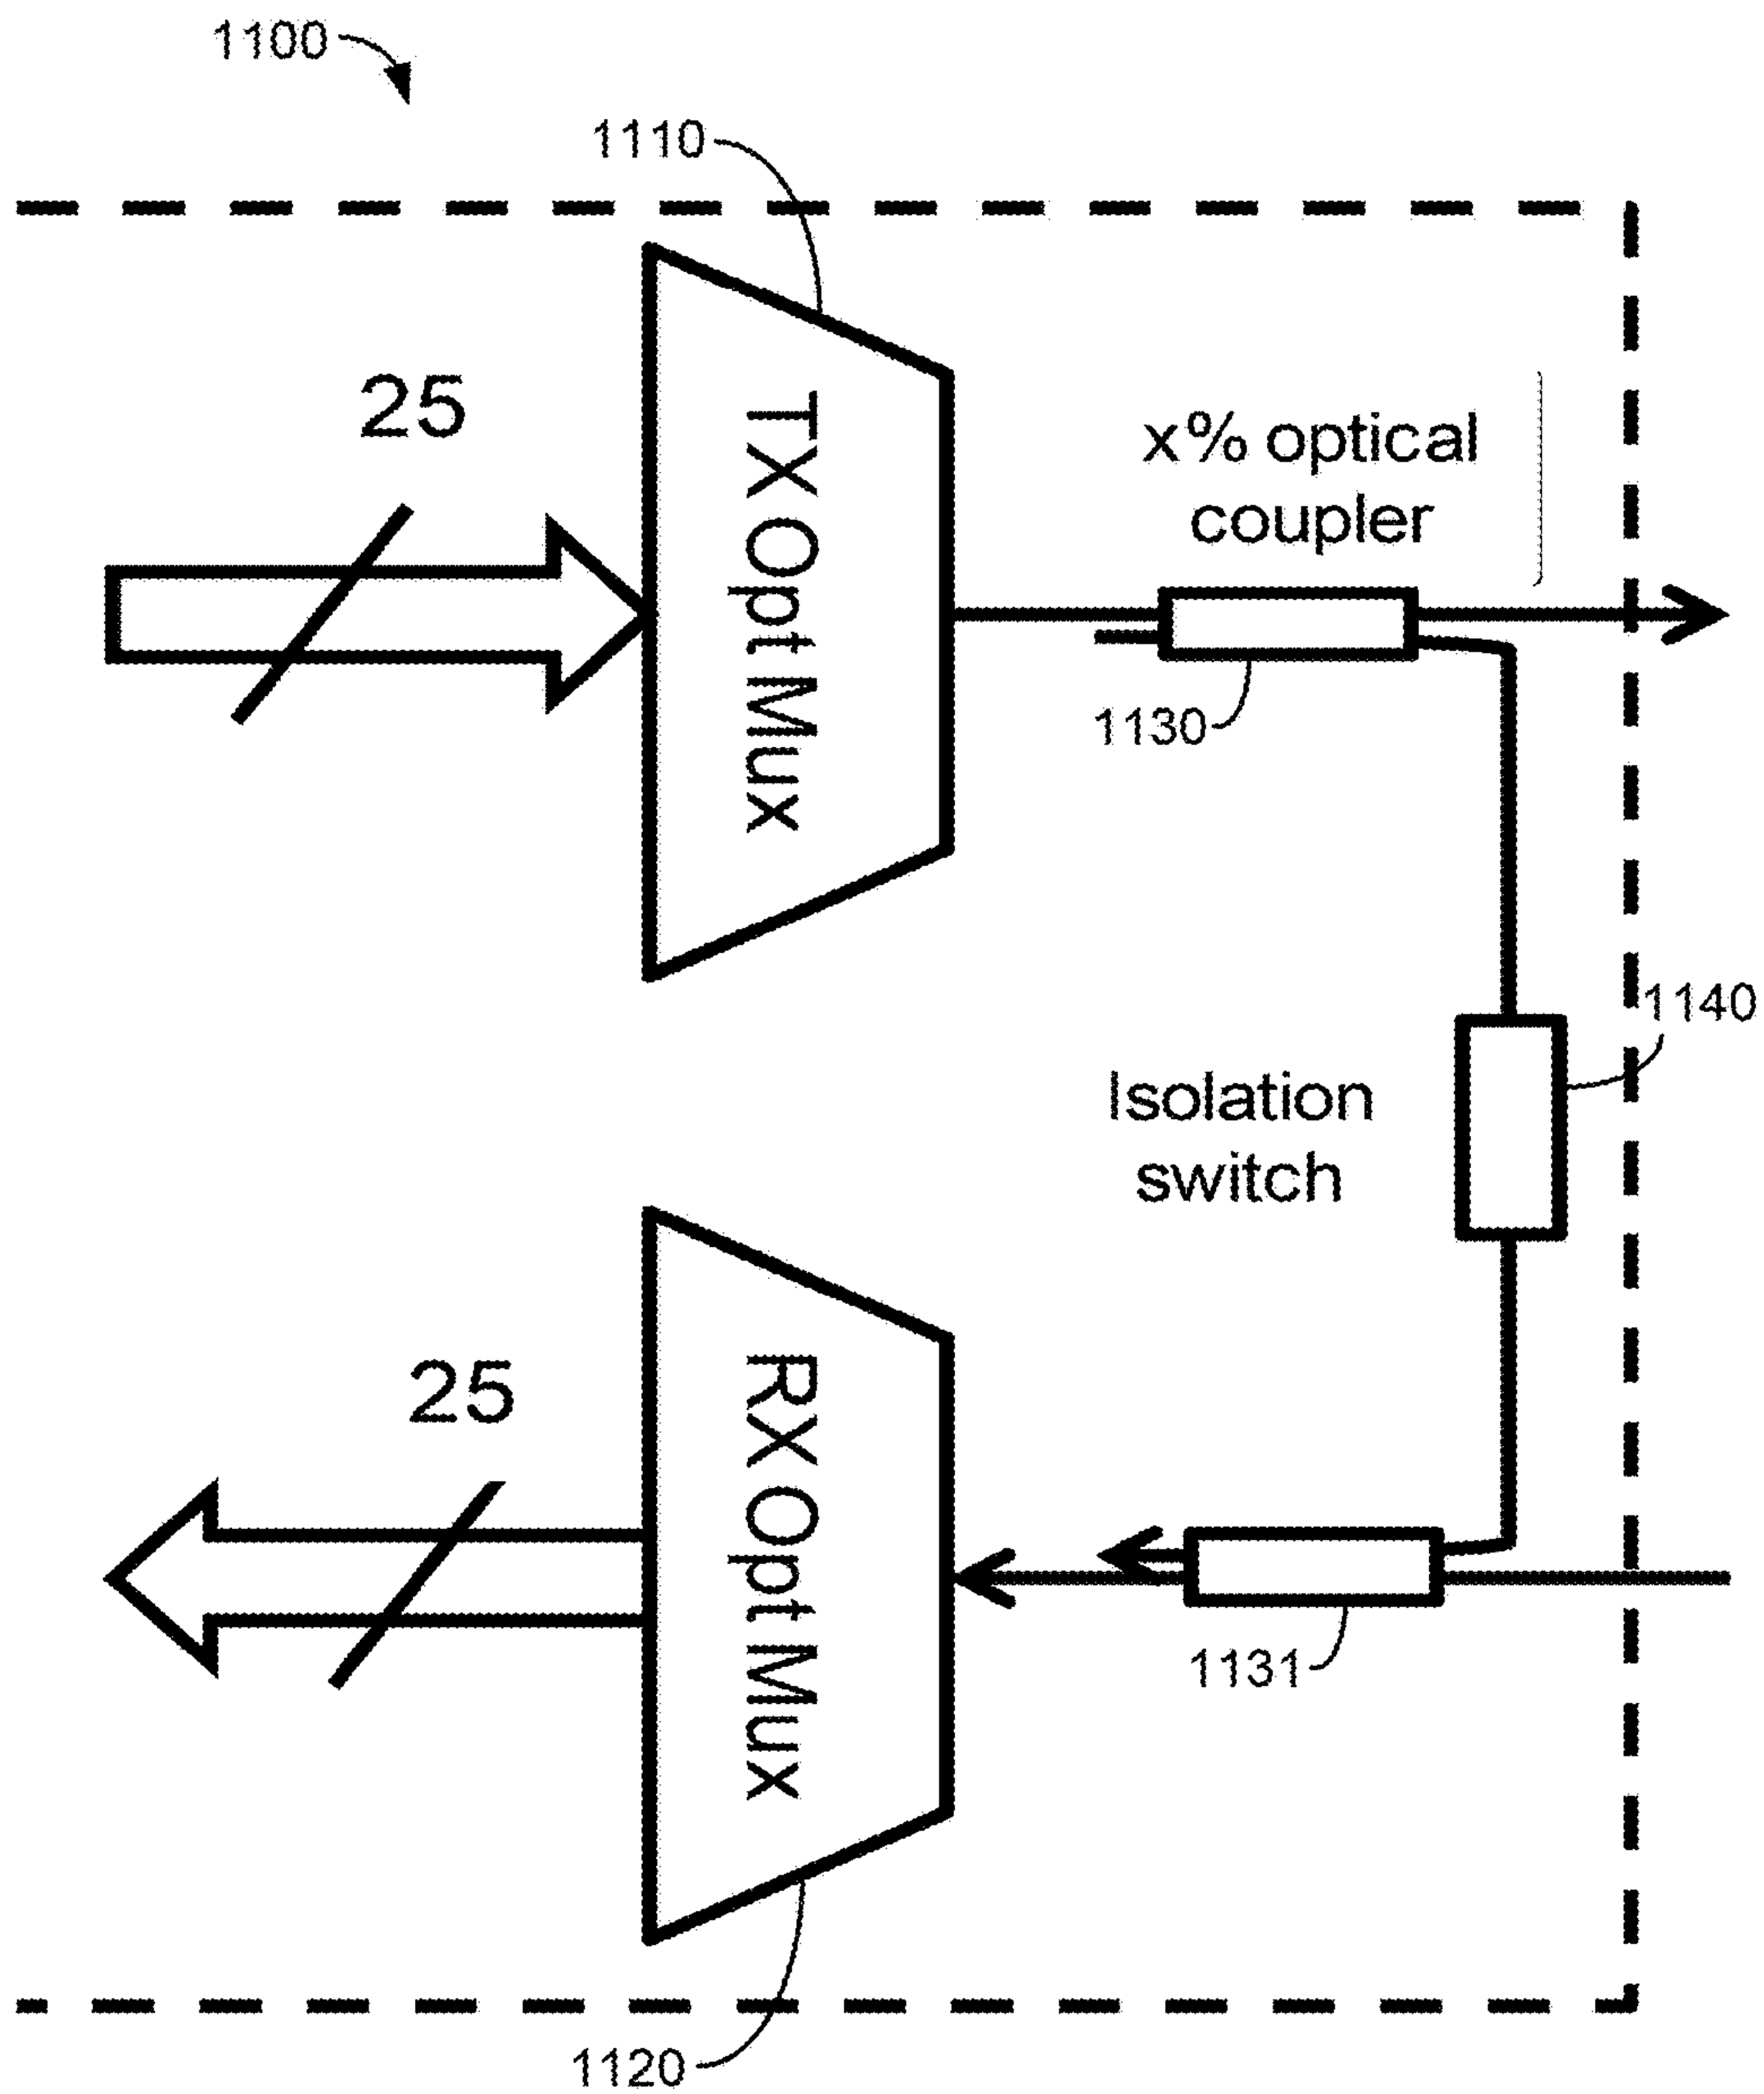 1100
1110
25
TX Opt Mux
x% optical
coupler
1130
1140
Isolation
switch
25
RX Opt Mux
1131
1120